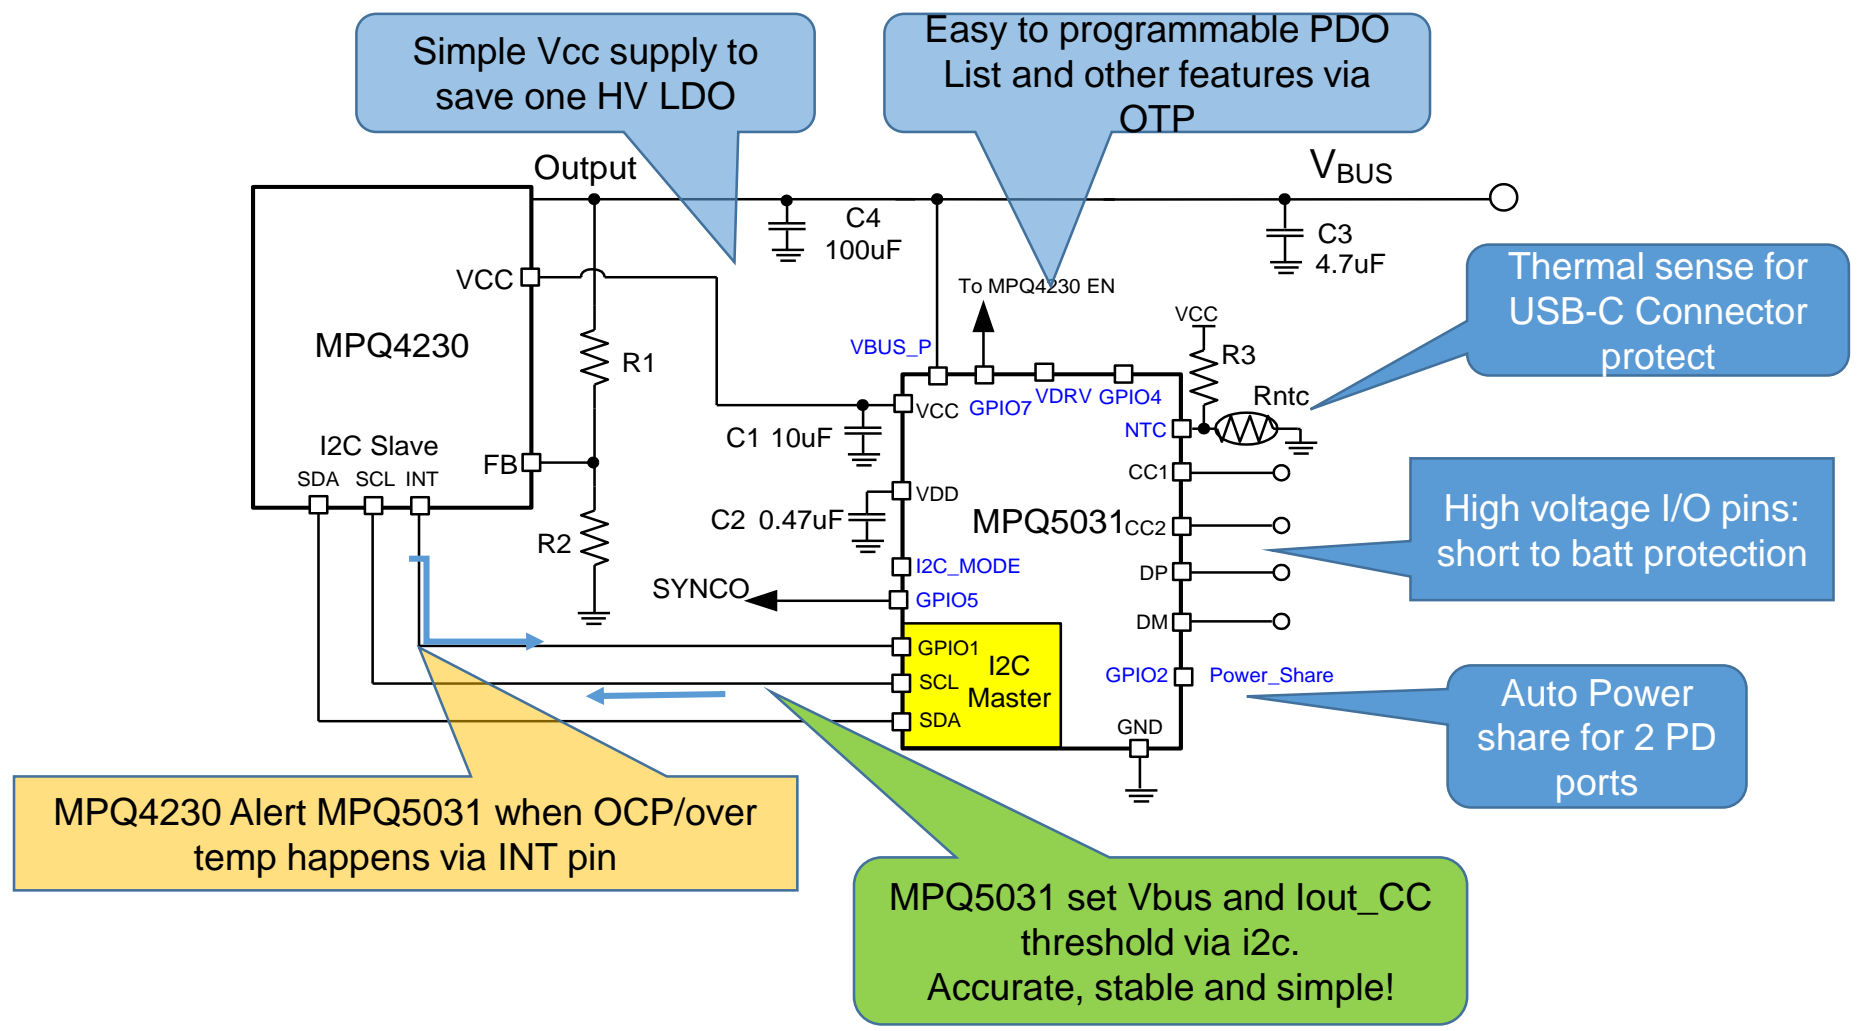 Simple Vcc supply to
save one HV LDO
Easy to programmable PDO
List and other features via
OTP
Output
VBUS
C4
100uF
C3
4.7uF
Thermal sense for
USB-C Connector
protect
VCC
To MPQ4230 EN
VCC
MPQ4230
R1
VBUS_P
R3
Rntc
GPIO7
VDRV
GPIO4
VCC
NTC
C1 10uF
I2C Slave
FB
SDA
SCL
INT
CC1
VDD
High voltage I/O pins:
short to batt protection
C2 0.47uF
MPQ5031
CC2
R2
I2C_MODE
DP
SYNCO
GPIO5
DM
GPIO1
I2C
Master
SCL
SDA
GPIO2
Power_Share
Auto Power
share for 2 PD
ports
GND
MPQ4230 Alert MPQ5031 when OCP/over
temp happens via INT pin
MPQ5031 set Vbus and Iout_CC
threshold via i2c.
Accurate, stable and simple!